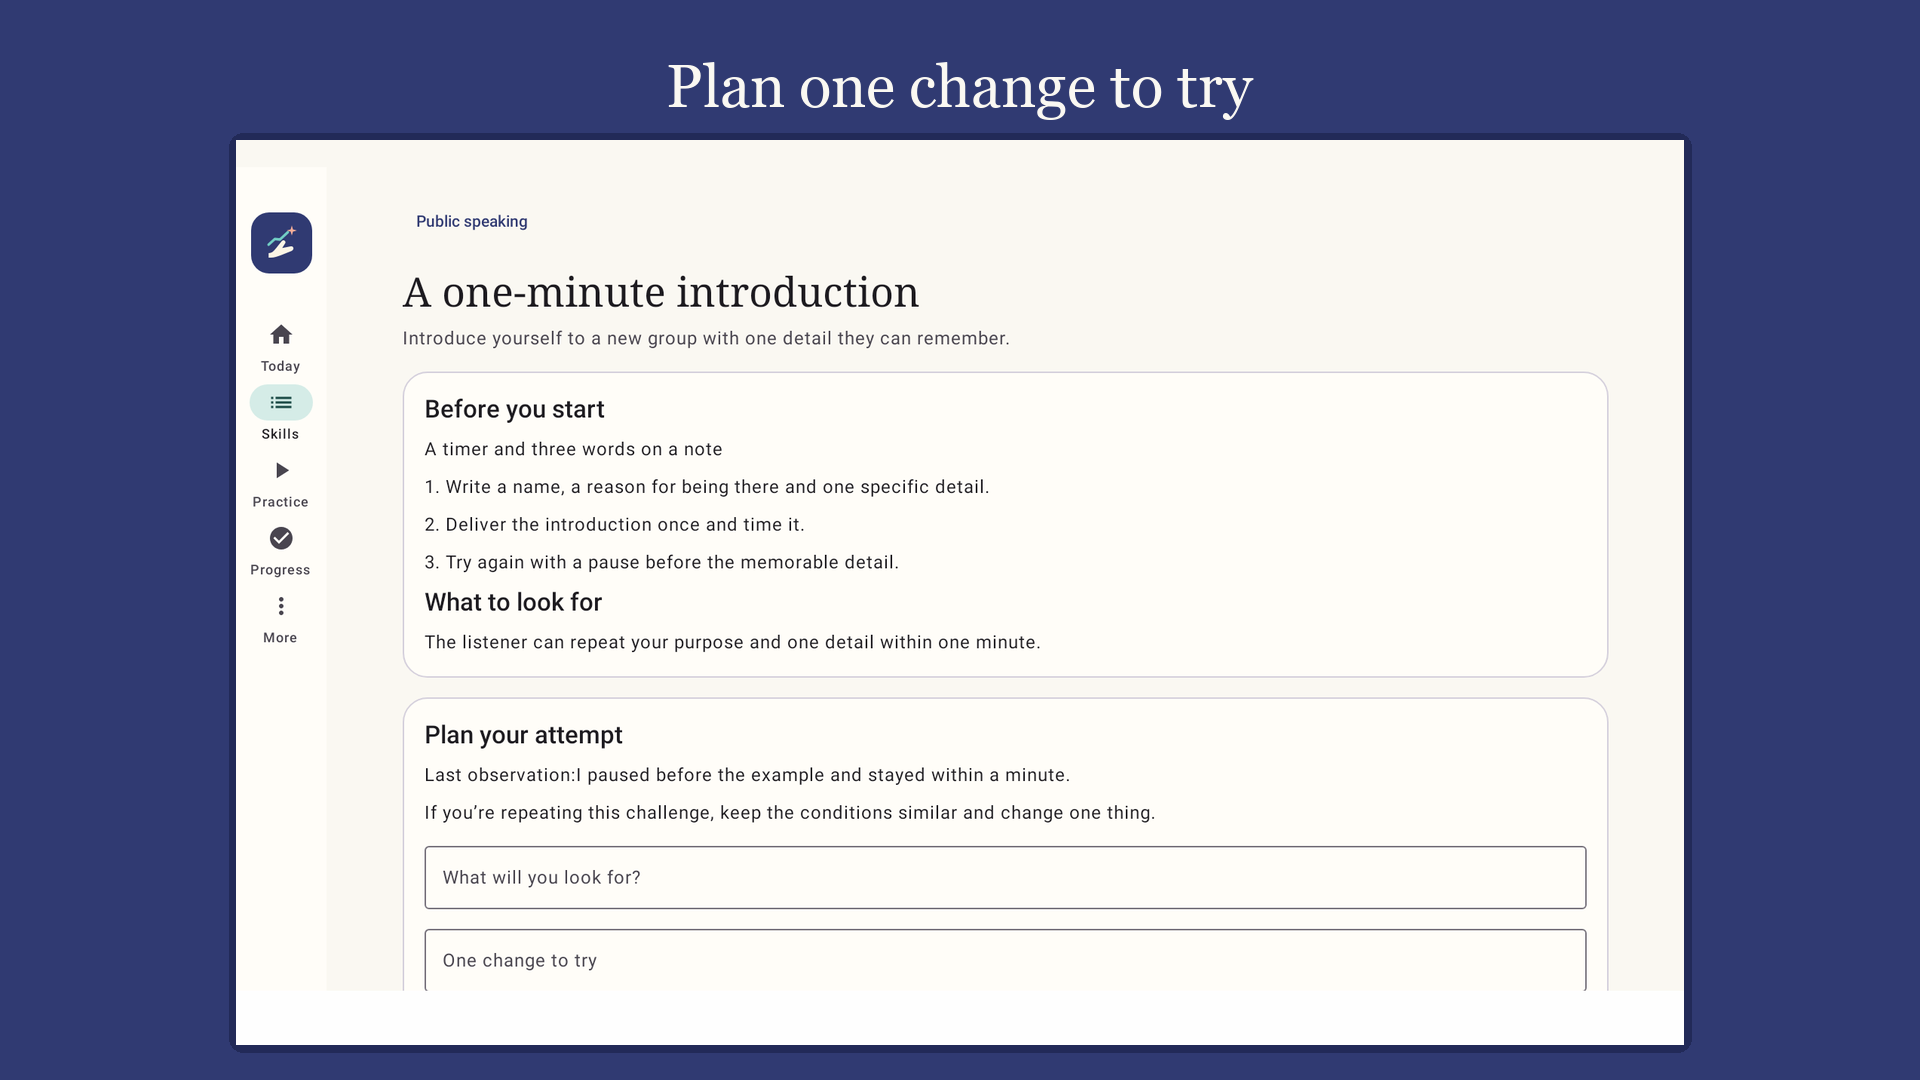 Plan one change to try
Public speaking
A one-minute introduction
Introduce yourself to a new group with one detail they can remember.
Today
Skills
Practice
Progress
More
Before you start
A timer and three words on a note
1. Write a name, a reason for being there and one specific detail.
2. Deliver the introduction once and time it.
3. Try again with a pause before the memorable detail.
What to look for
The listener can repeat your purpose and one detail within one minute.
Plan your attempt
Last observation:I paused before the example and stayed within a minute.
If you’re repeating this challenge, keep the conditions similar and change one thing.
What will you look for?
One change to try